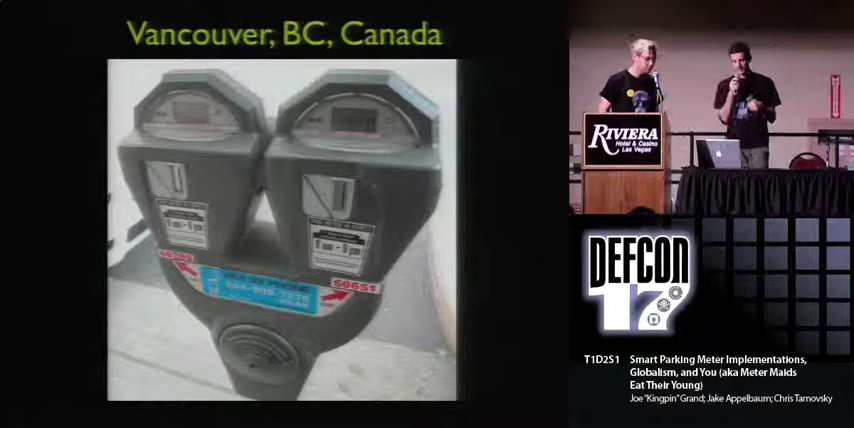 Vancouver, BC, Canada
60651
RIVIERA
Hotel & Casino
Las Vegas
DEFCON
17
T1D2S1 Smart Parking Meter Implementations,
Globalism, and You (aka Meter Maids
Eat Their Young)
Joe "Kingpin" Grand; Jake Appelbaum; Chris Tarnovsky